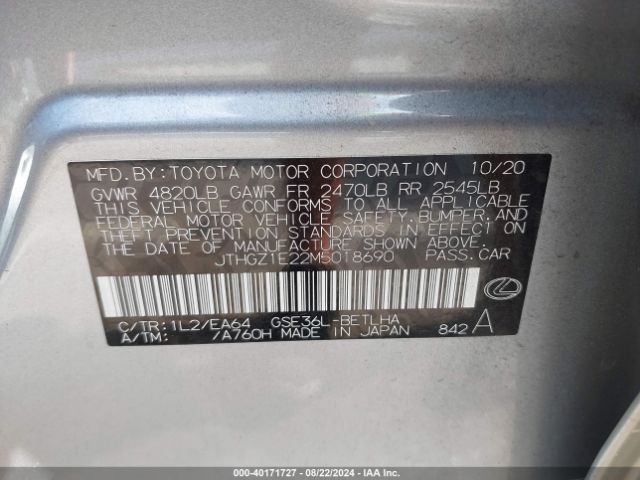 MFD. BY: TOYOTA MOTOR CORPORATION 10/20
GVWR 4820LB GAWR FR 2470LB RR 2545LB
THIS VEHICLE CONFORMS TO ALL APPLICABLE
FEDERAL MOTOR VEHICLE SAFETY, BUMPER, AND
THEFT PREVENTION STANDARDS IN EFFECT ON
THE DATE OF MANUFACTURE SHOWN ABOVE.
JTHGZ1E22M5018690 PASS. CAR
C/TR: 1L2/EA64 GSE36L-BETLHA
A/TM: 7A760H MADE IN JAPAN 842 A
000-40171727 - 08/22/2024 - IAAI.COM